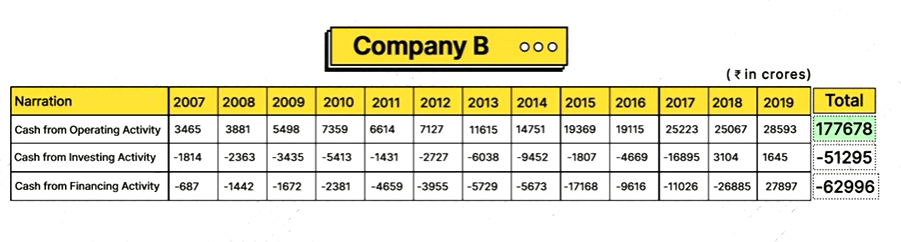 Company B
( ₹ in crores)
Narration 2007 2008 2009 2010 2011 2012 2013 2014 2015 2016 2017 2018 2019 Total
Cash from Operating Activity 3465 3881 5498 7359 6614 7127 11615 14751 19369 19115 25223 25067 28593 177678
Cash from Investing Activity -1814 -2363 -3435 -5413 -1431 -2727 -6038 -9452 -1807 -4669 -16895 3104 1645 -51295
Cash from Financing Activity -687 -1442 -1672 -2381 -4659 -3955 -5729 -5673 -17168 -9616 -11026 -26885 27897 -62996